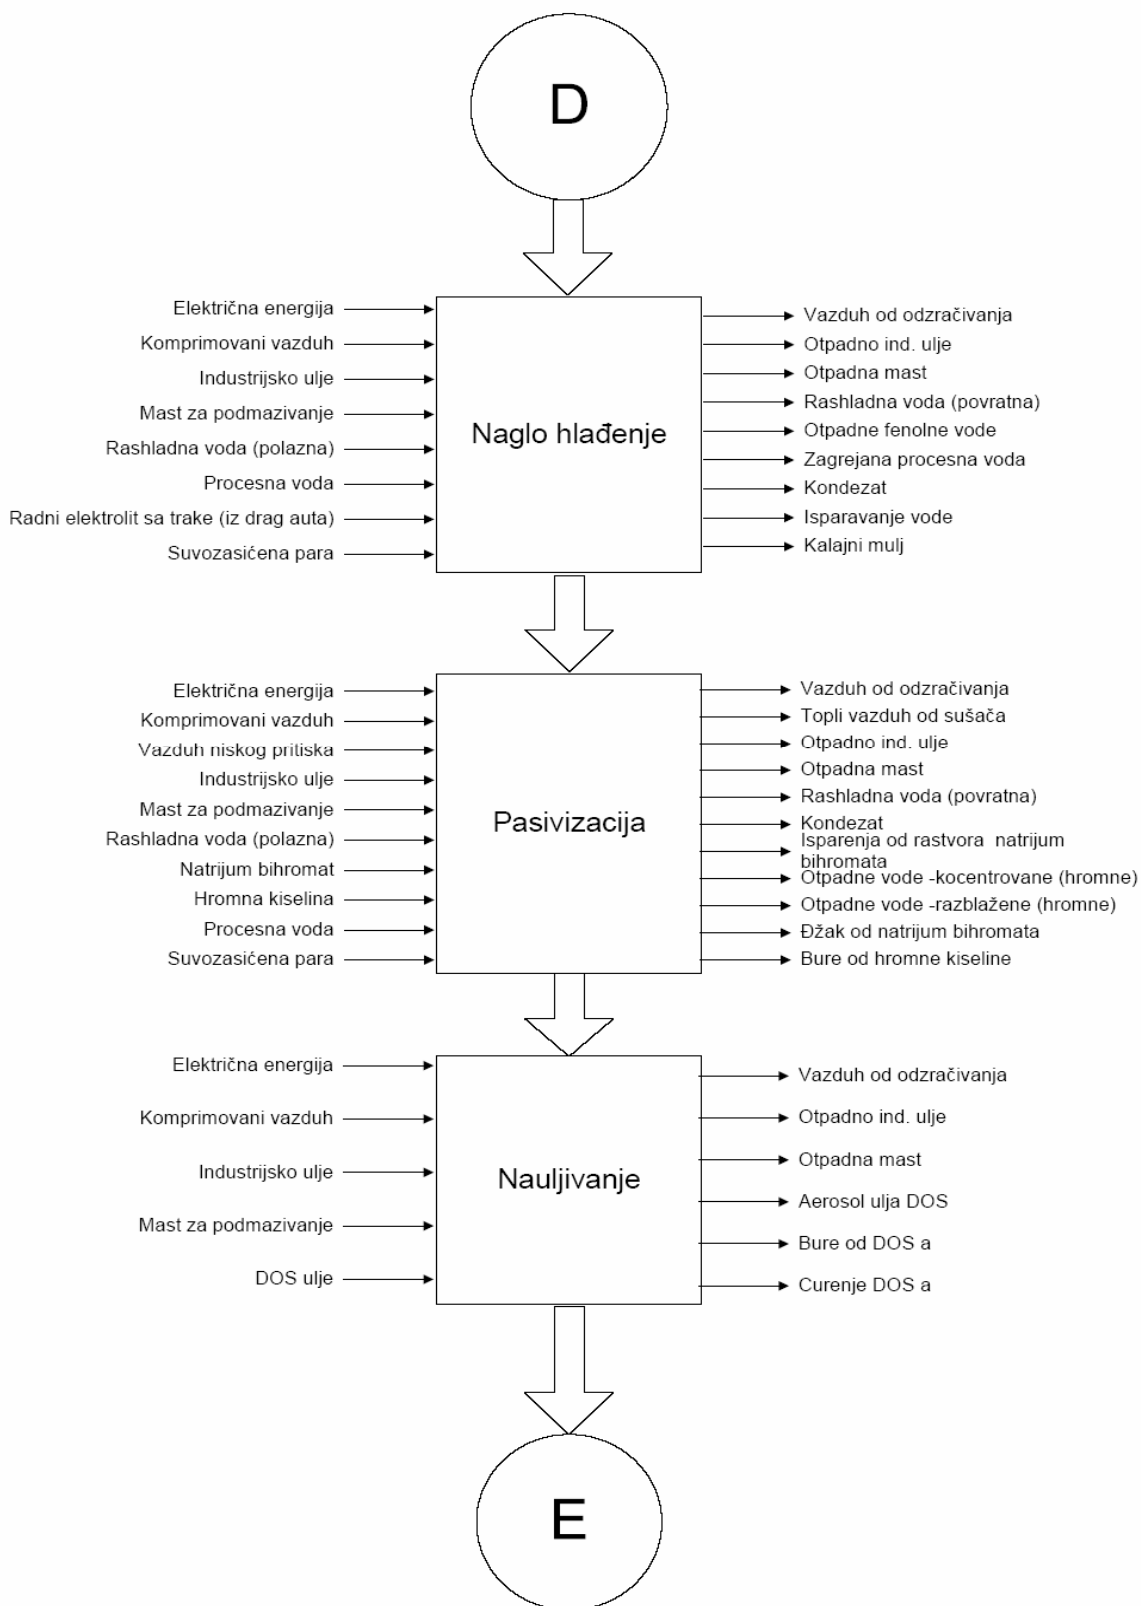 D
Električna energija
Komprimovani vazduh
Industrijsko ulje
Mast za podmazivanje
Rashladna voda (polazna)
Procesna voda
Radni elektrolit sa trake (iz drag auta)
Suvozasićena para
Naglo hlađenje
Vazduh od odzračivanja
Otpadno ind. ulje
Otpadna mast
Rashladna voda (povratna)
Otpadne fenolne vode
Zagrejana procesna voda
Kondezat
Isparavanje vode
Kalajni mulj
Električna energija
Komprimovani vazduh
Vazduh niskog pritiska
Industrijsko ulje
Mast za podmazivanje
Rashladna voda (polazna)
Natrijum bihromat
Hromna kiselina
Procesna voda
Suvozasićena para
Pasivizacija
Vazduh od odzračivanja
Topli vazduh od sušača
Otpadno ind. ulje
Otpadna mast
Rashladna voda (povratna)
Kondezat
Isparenja od rastvora natrijum
bihromata
Otpadne vode -kocentrovane (hromne)
Otpadne vode -razblažene (hromne)
Džak od natrijum bihromata
Bure od hromne kiseline
Električna energija
Komprimovani vazduh
Industrijsko ulje
Mast za podmazivanje
DOS ulje
Nauljivanje
Vazduh od odzračivanja
Otpadno ind. ulje
Otpadna mast
Aerosol ulja DOS
Bure od DOS a
Curenje DOS a
E